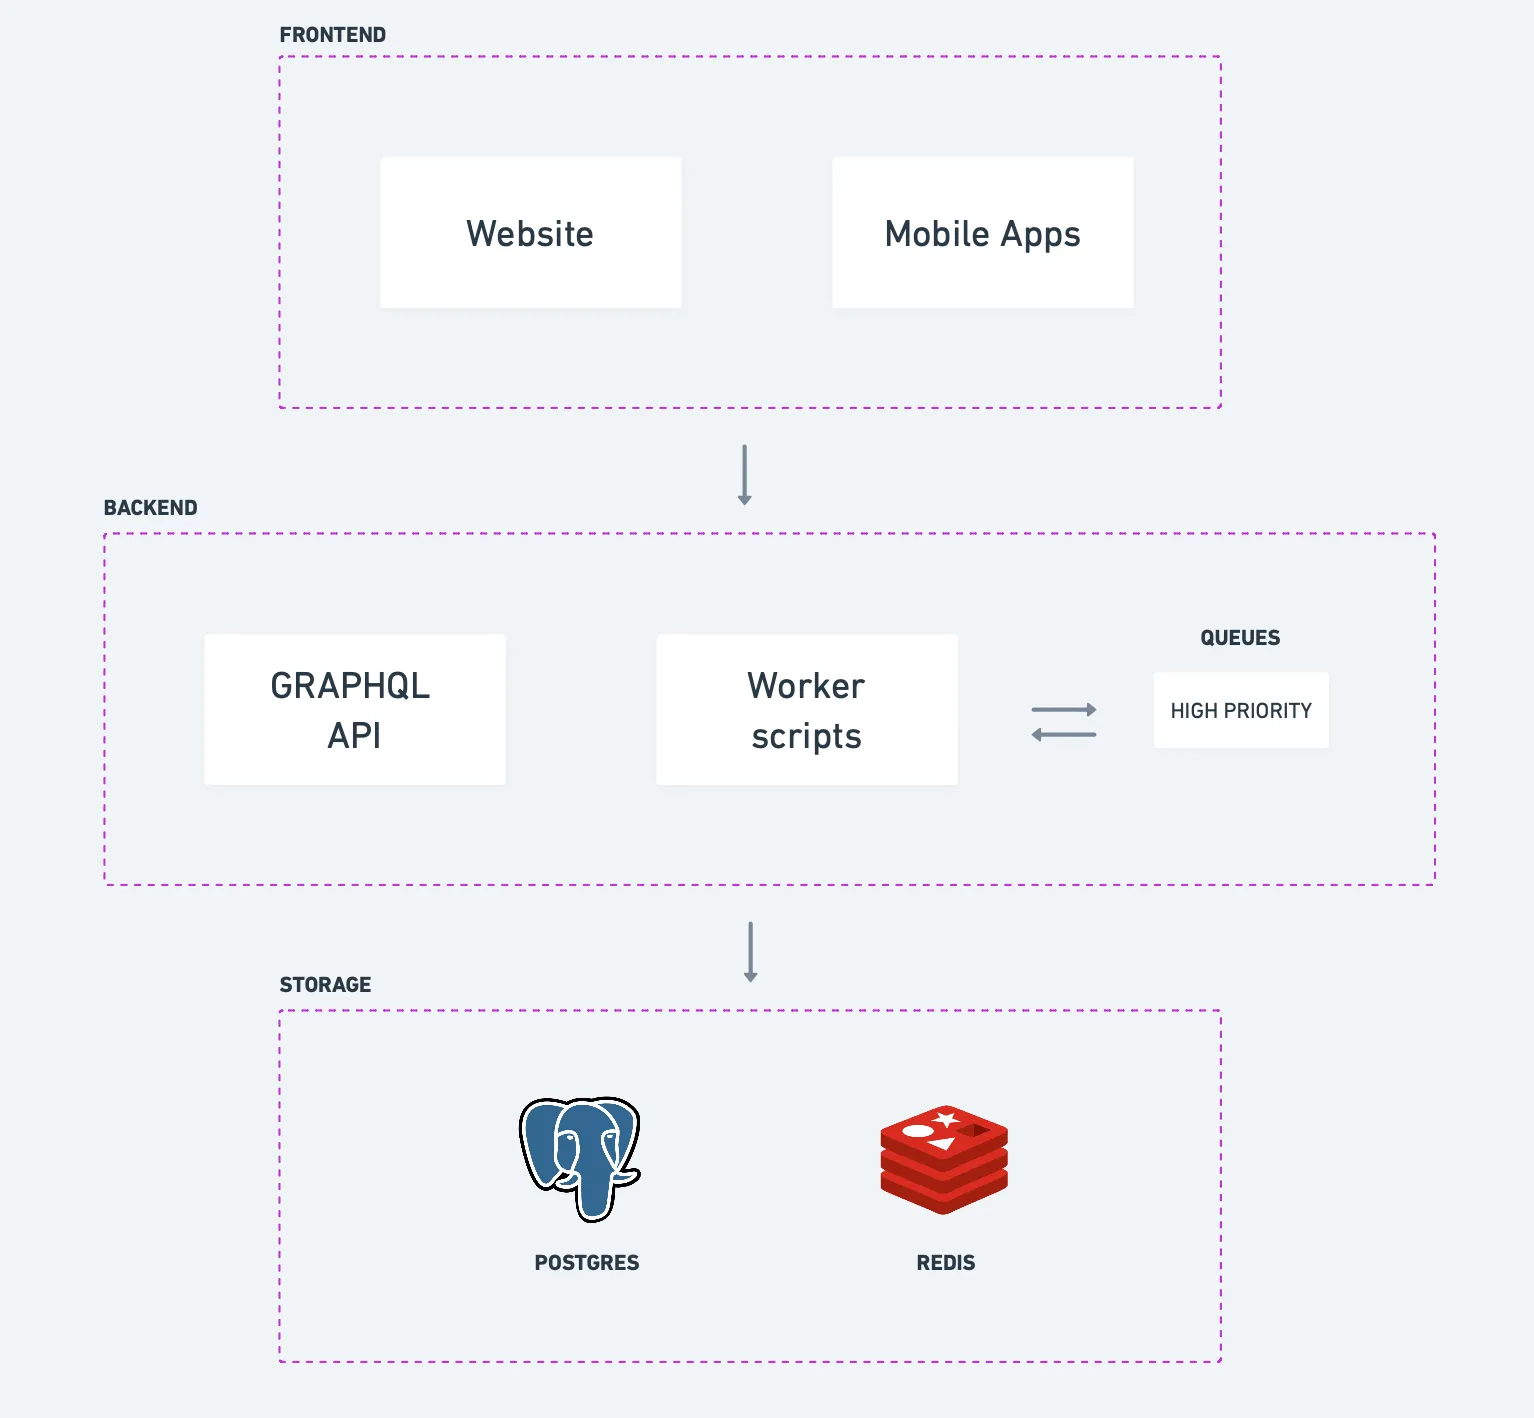 FRONTEND
Website
Mobile Apps
BACKEND
GRAPHQL
API
Worker
scripts
QUEUES
HIGH PRIORITY
STORAGE
POSTGRES
REDIS